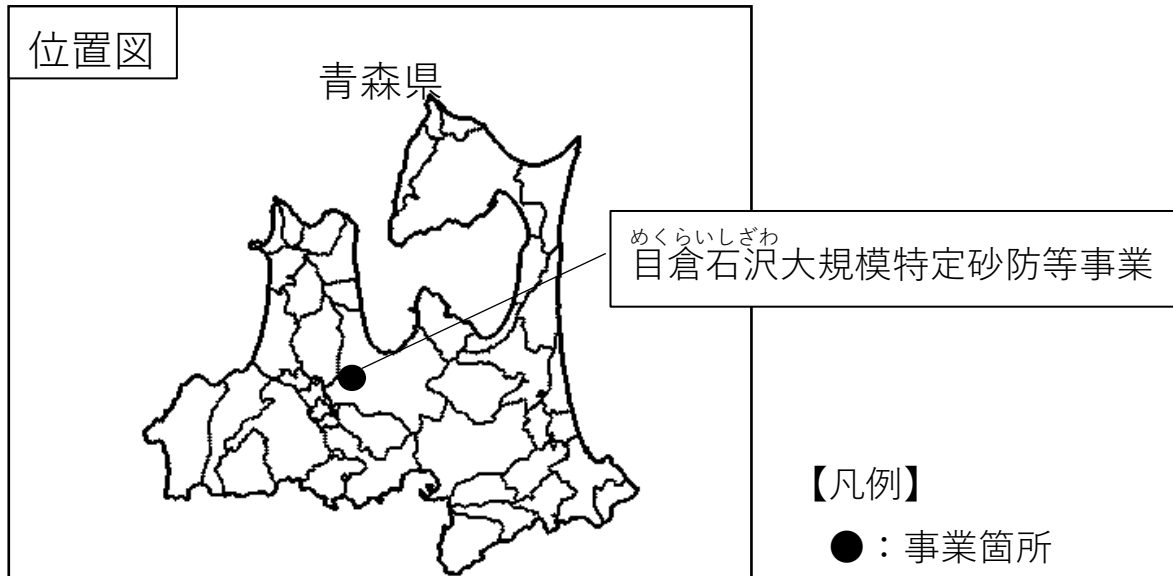 位置図
青森県
めくらいしざわ
目倉石沢大規模特定砂防等事業
【凡例】
●：事業箇所